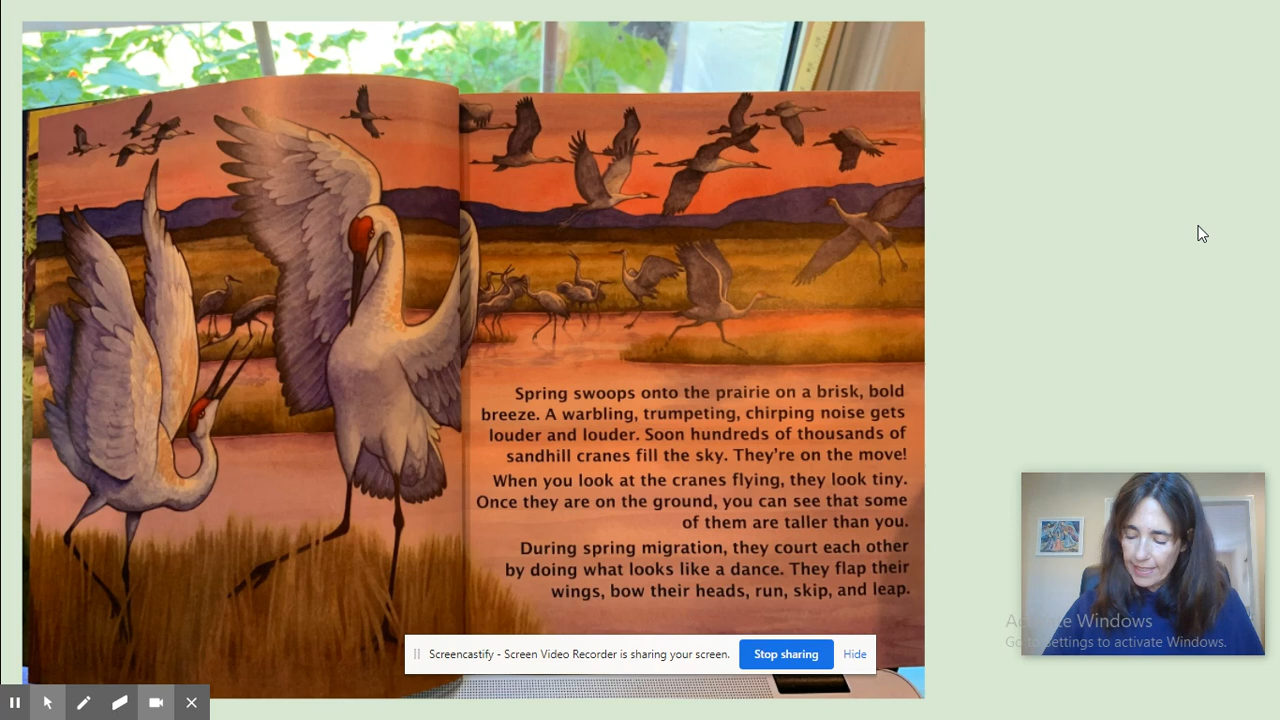 Spring swoops onto the prairie on a brisk, bold
breeze. A warbling, trumpeting, chirping noise gets
louder and louder. Soon hundreds of thousands of
sandhill cranes fill the sky. They're on the move!
When you look at the cranes flying, they look tiny.
Once they are on the ground, you can see that some
of them are taller than you.
During spring migration, they court each other
by doing what looks like a dance. They flap their
wings, bow their heads, run, skip, and leap.
Screencastify - Screen Video Recorder is sharing your screen.
Stop sharing
Hide
Activate Windows
Go to Settings to activate Windows.